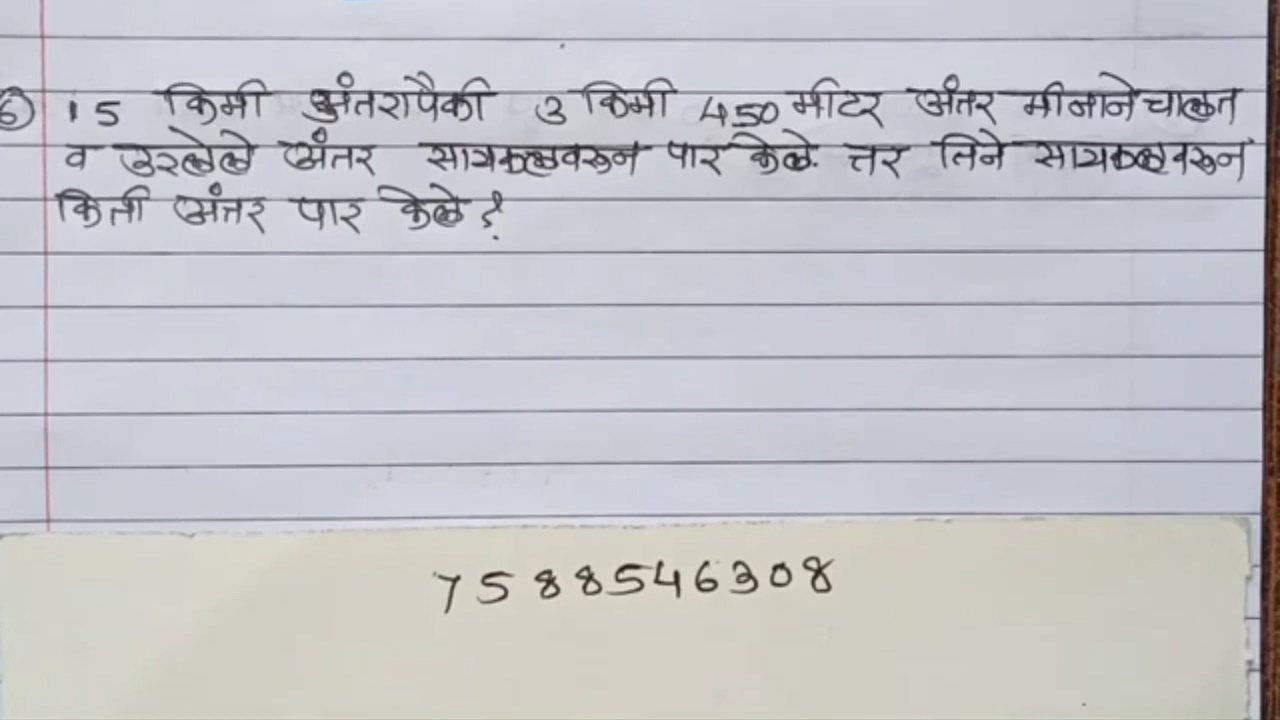 6) 15 किमी अंतरापैकी 3 किमी 450 मीटर अंतर मीनाने चालत
व उरलेले अंतर सायकलवरुन पार केले. तर तिने सायकलवरुन
किती अंतर पार केले?
7588546308